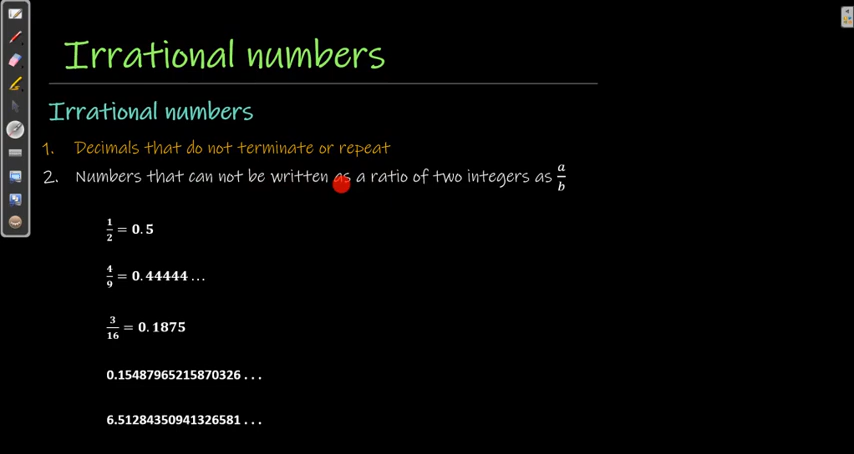 Irrational numbers
Irrational numbers
1. Decimals that do not terminate or repeat
2. Numbers that can not be written as a ratio of two integers as a/b
1/2 = 0.5
4/9 = 0.44444...
3/16 = 0.1875
0.15487965215870326...
6.51284350941326581...